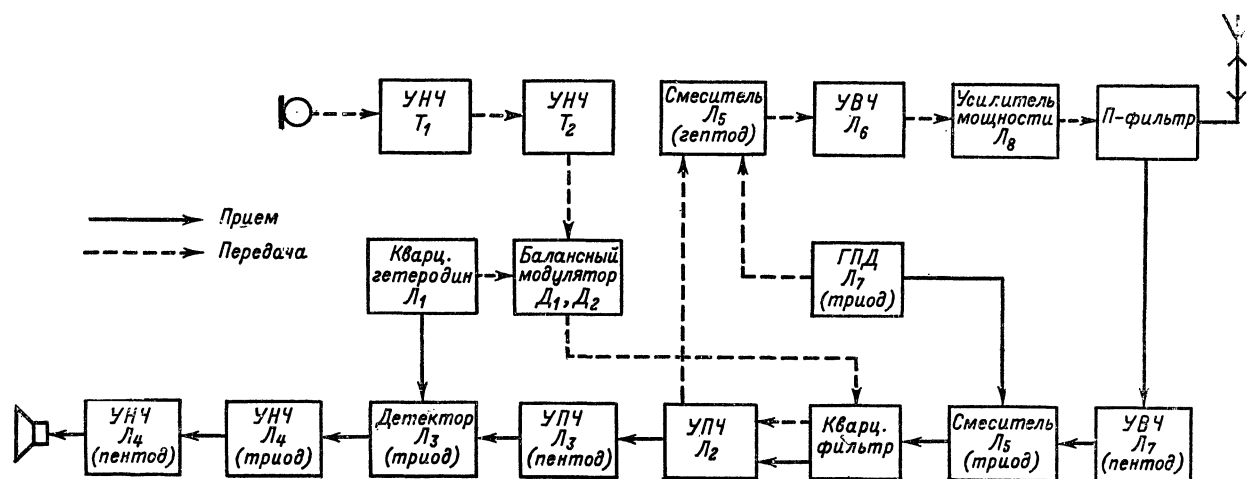 УНЧ
Т1
УНЧ
Т2
Смеситель
Л5
(гептод)
УВЧ
Л6
Усилитель
мощности
Л8
П-фильтр
Прием
Передача
Кварц.
гетеродин
Л1
Балансный
модулятор
Д1, Д2
ГПД
Л7
(триод)
УНЧ
Л4
(пентод)
УНЧ
Л4
(триод)
Детектор
Л3
(триод)
УПЧ
Л3
(пентод)
УПЧ
Л2
Кварц.
фильтр
Смеситель
Л5
(триод)
УВЧ
Л7
(пентод)